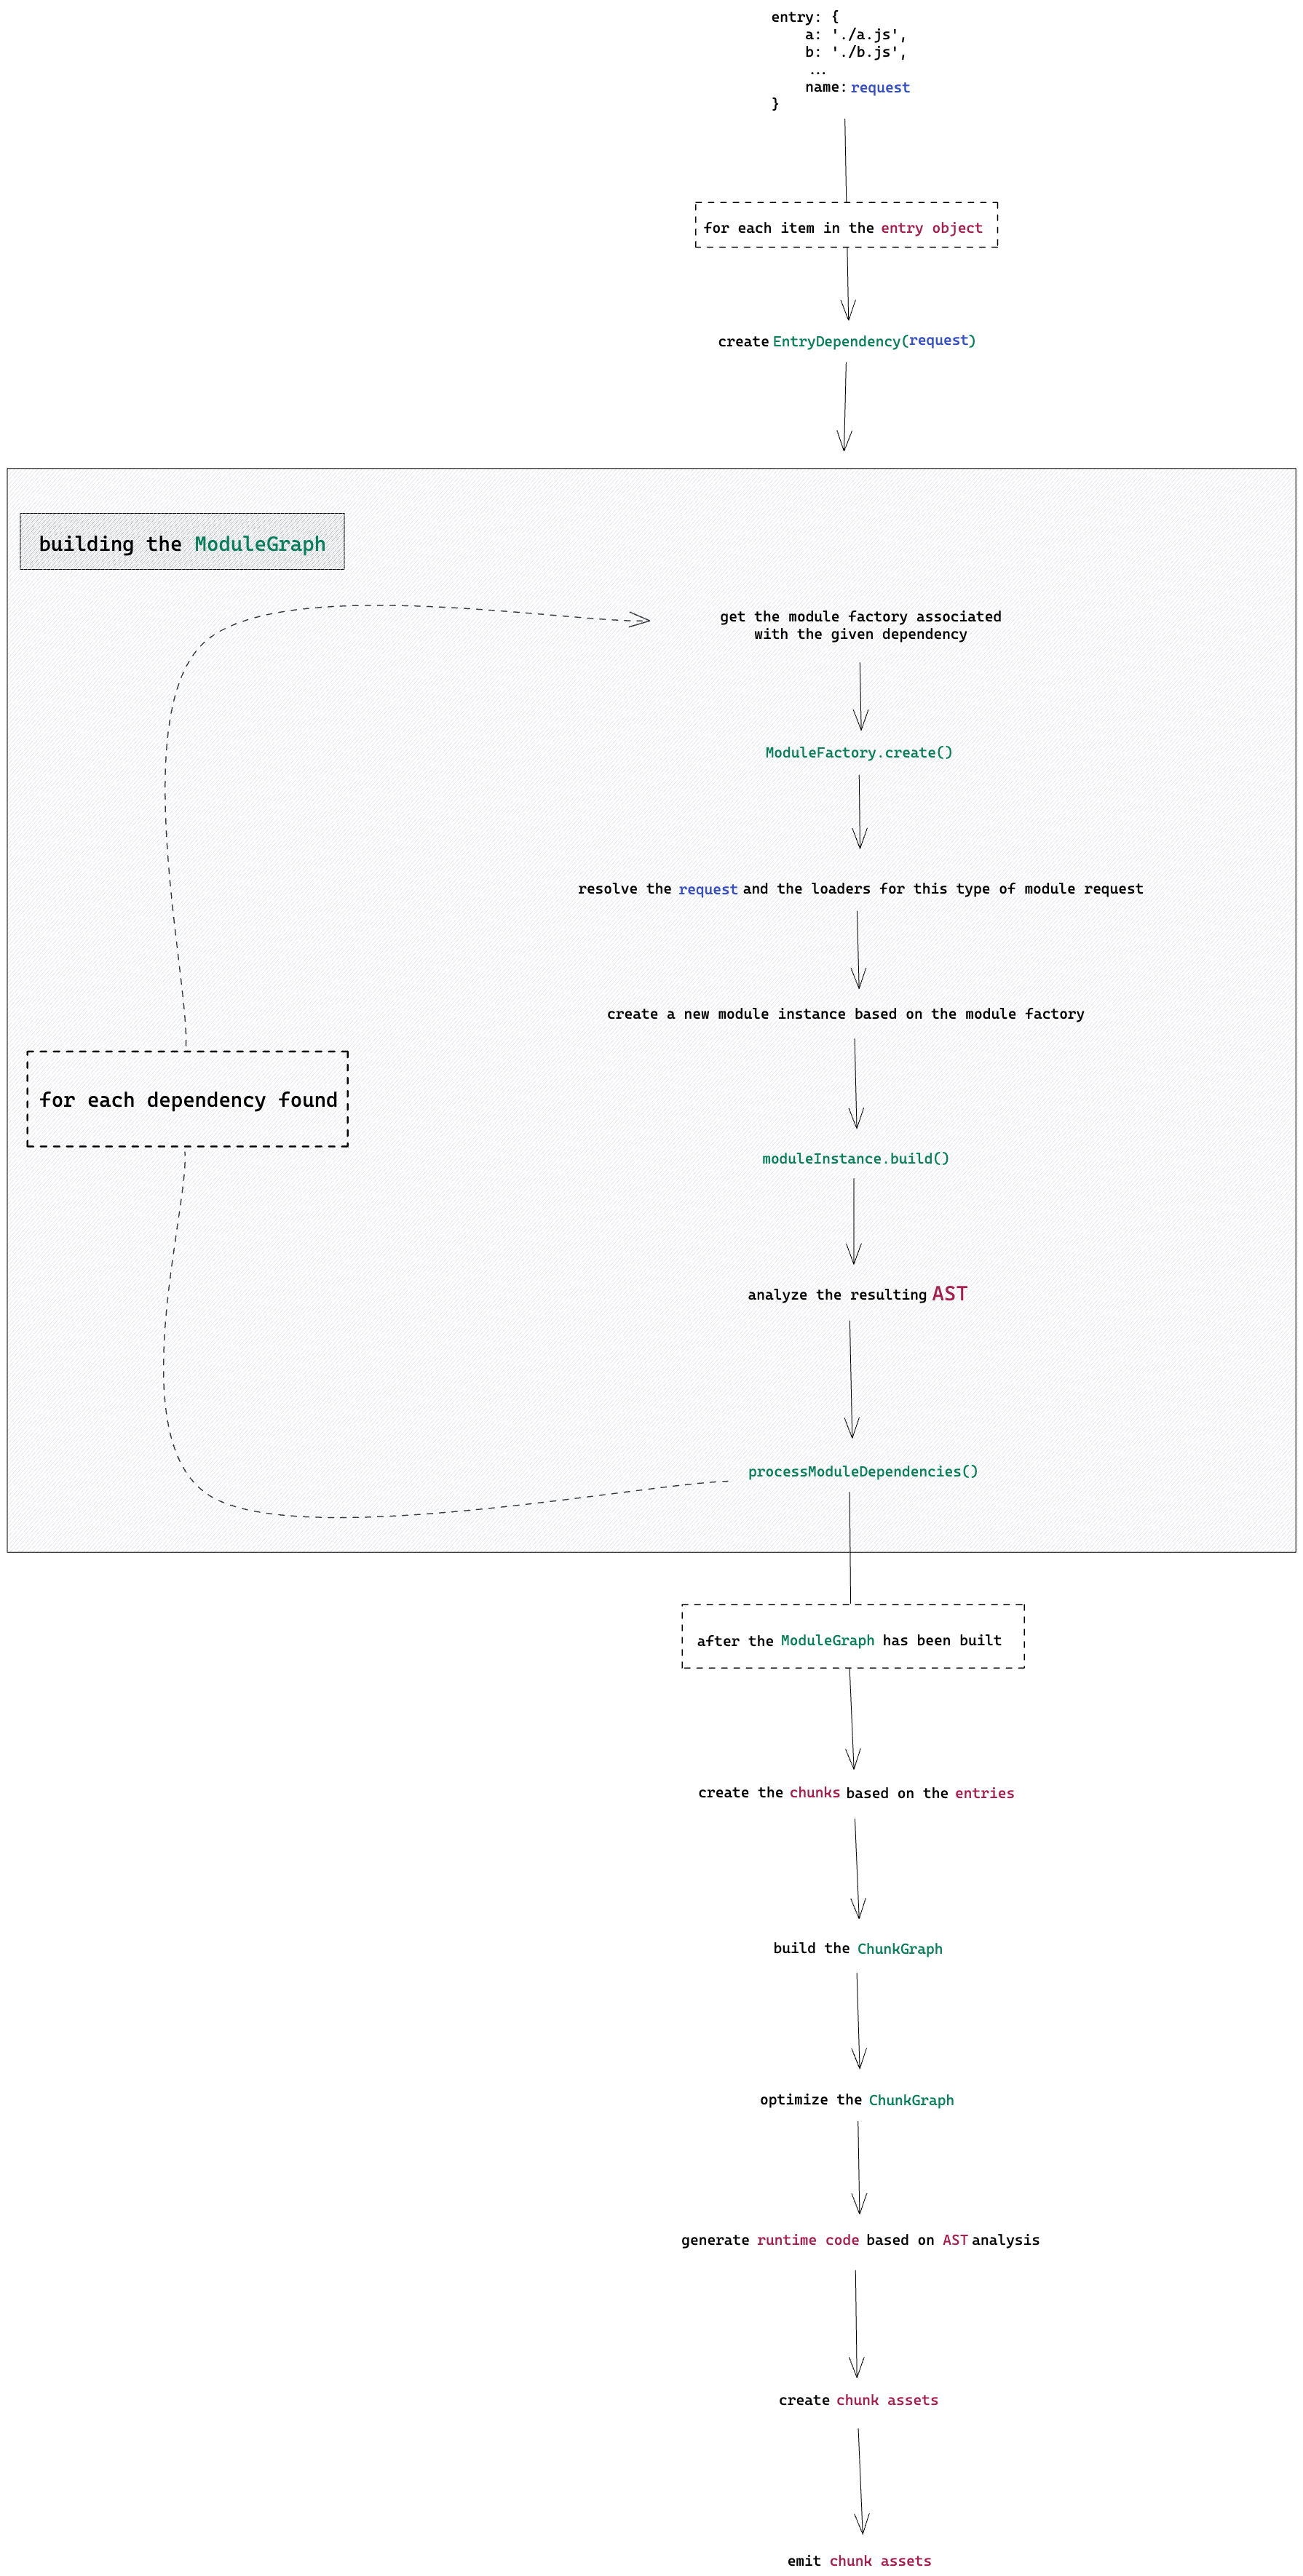 entry: {
a: './a.js',
b: './b.js',
...
name: request
}
for each item in the entry object
create EntryDependency(request)
building the ModuleGraph
get the module factory associated
with the given dependency
ModuleFactory.create()
resolve the request and the loaders for this type of module request
create a new module instance based on the module factory
for each dependency found
moduleInstance.build()
analyze the resulting AST
processModuleDependencies()
after the ModuleGraph has been built
create the chunks based on the entries
build the ChunkGraph
optimize the ChunkGraph
generate runtime code based on AST analysis
create chunk assets
emit chunk assets